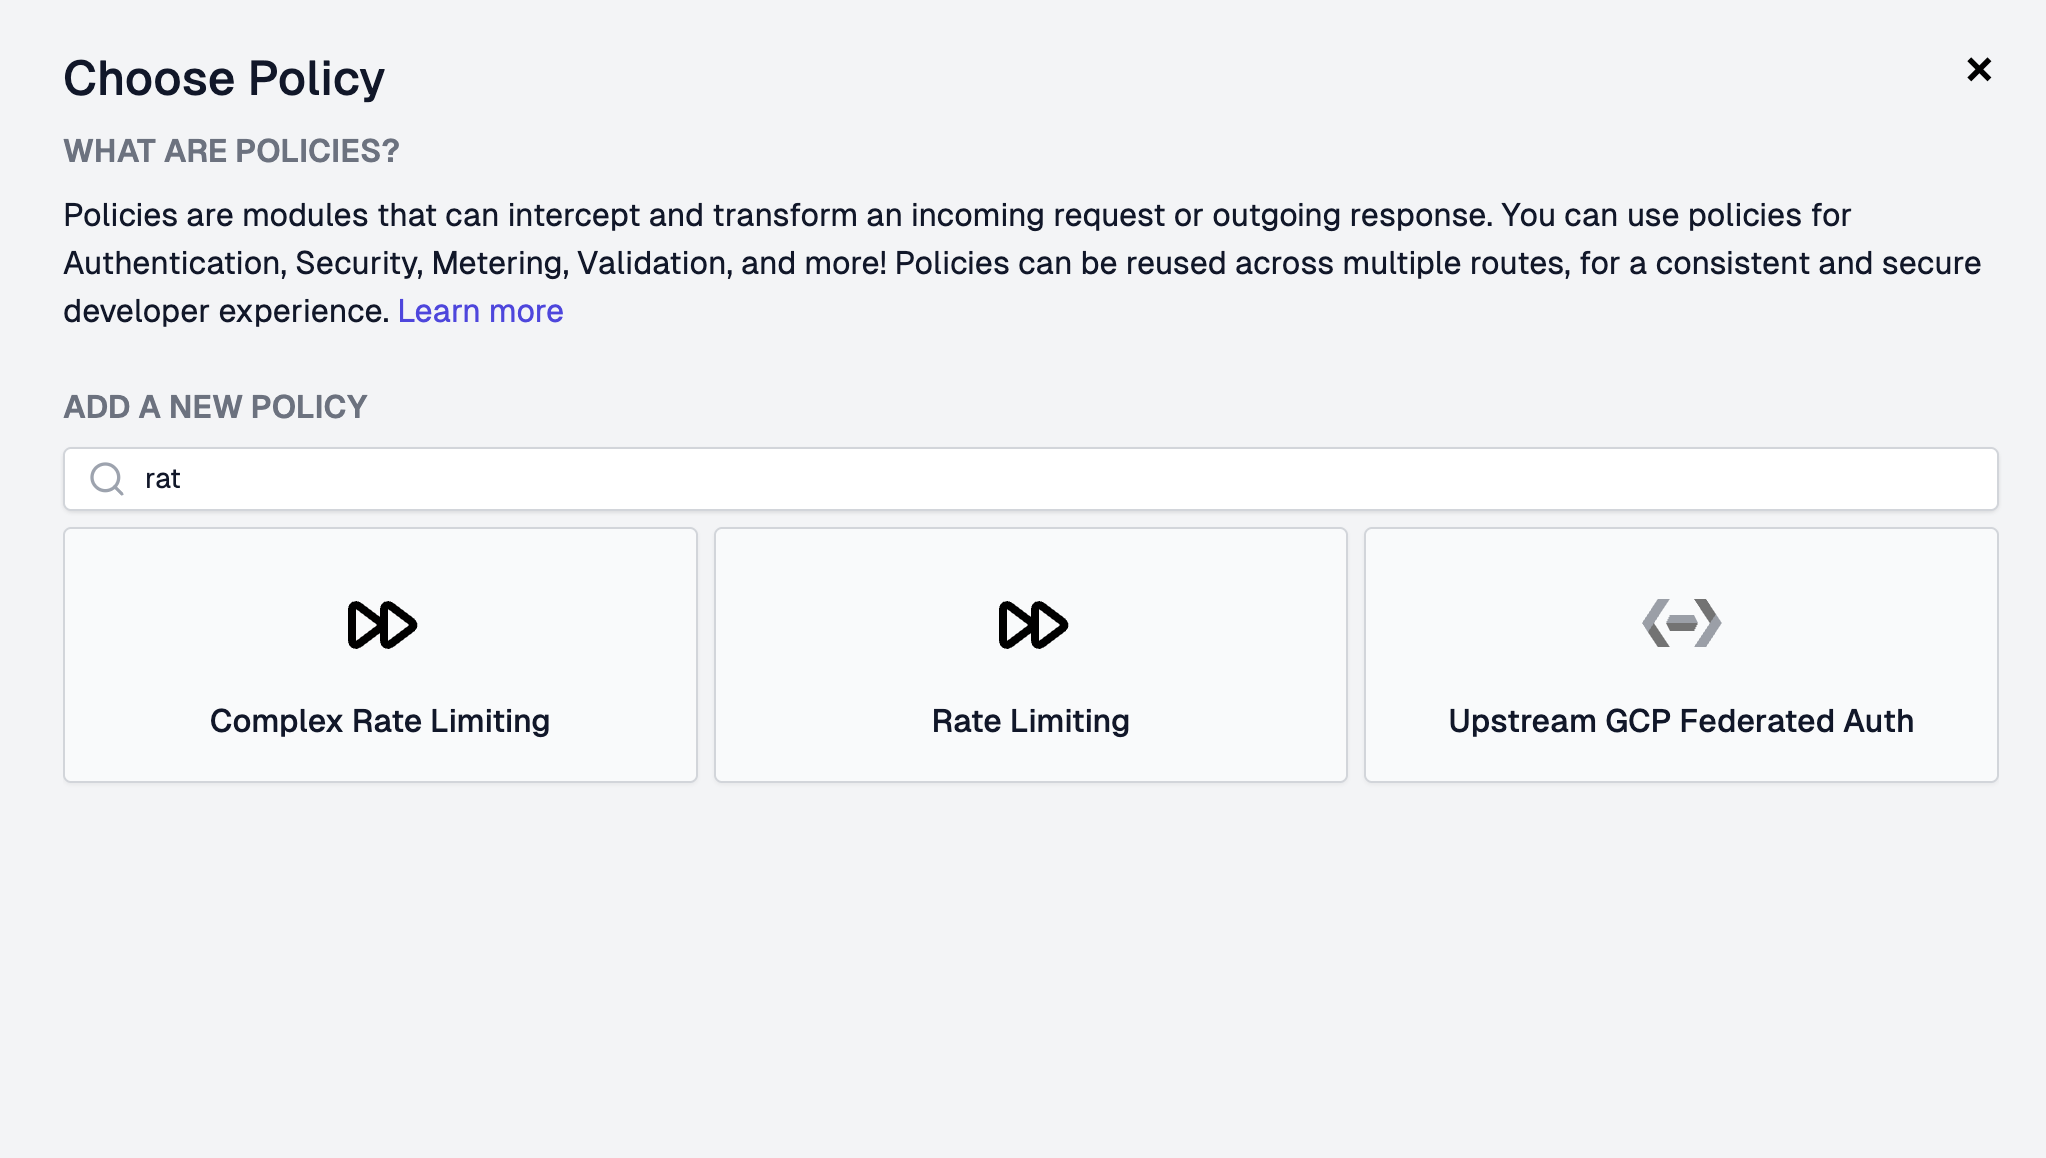 Choose Policy
WHAT ARE POLICIES?
Policies are modules that can intercept and transform an incoming request or outgoing response. You can use policies for
Authentication, Security, Metering, Validation, and more! Policies can be reused across multiple routes, for a consistent and secure
developer experience. Learn more
ADD A NEW POLICY
rat
Complex Rate Limiting
Rate Limiting
Upstream GCP Federated Auth